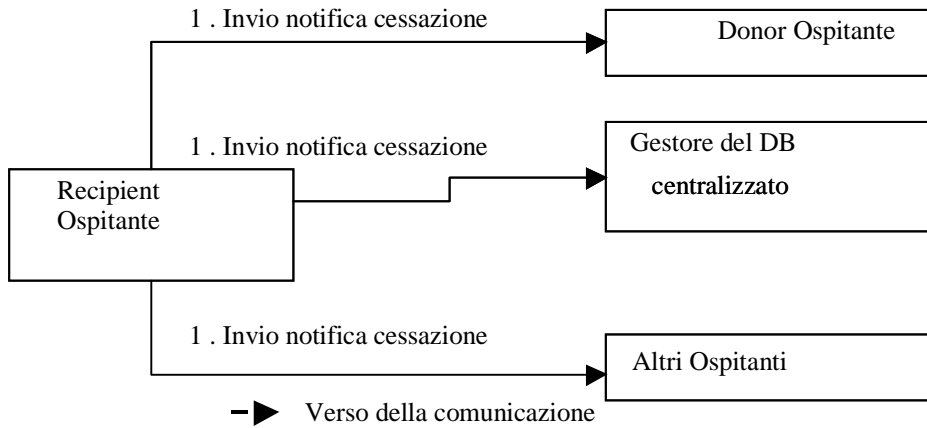 1 . Invio notifica cessazione
Donor Ospitante
1 . Invio notifica cessazione
Gestore del DB
centralizzato
Recipient
Ospitante
1 . Invio notifica cessazione
Altri Ospitanti
Verso della comunicazione